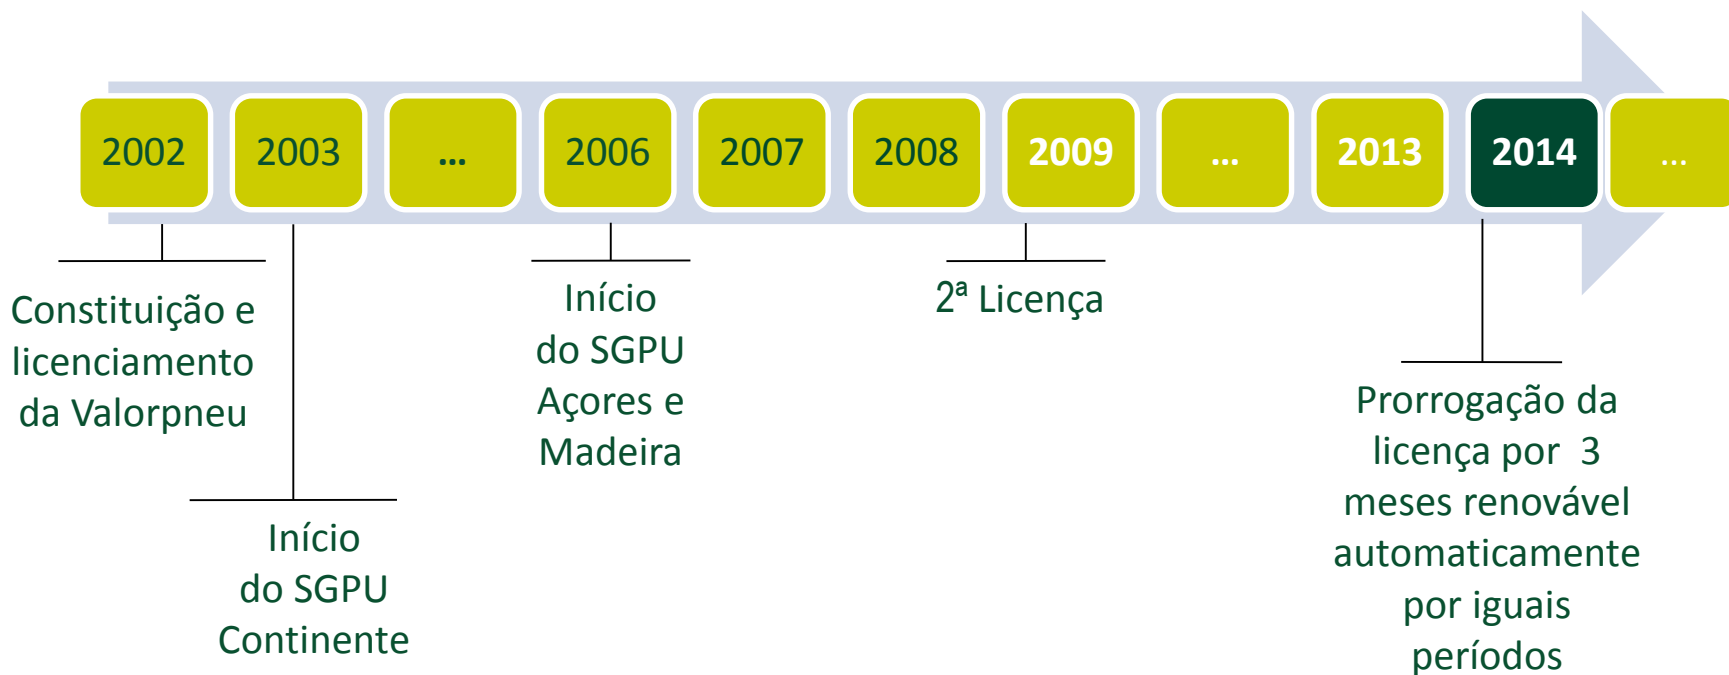 2002 2003 ... 2006 2007 2008 2009 ... 2013 2014 ...
Constituição e
licenciamento
da Valorpneu
Início
do SGPU
Continente
Início
do SGPU
Açores e
Madeira
2ª Licença
Prorrogação da
licença por 3
meses renovável
automaticamente
por iguais
períodos